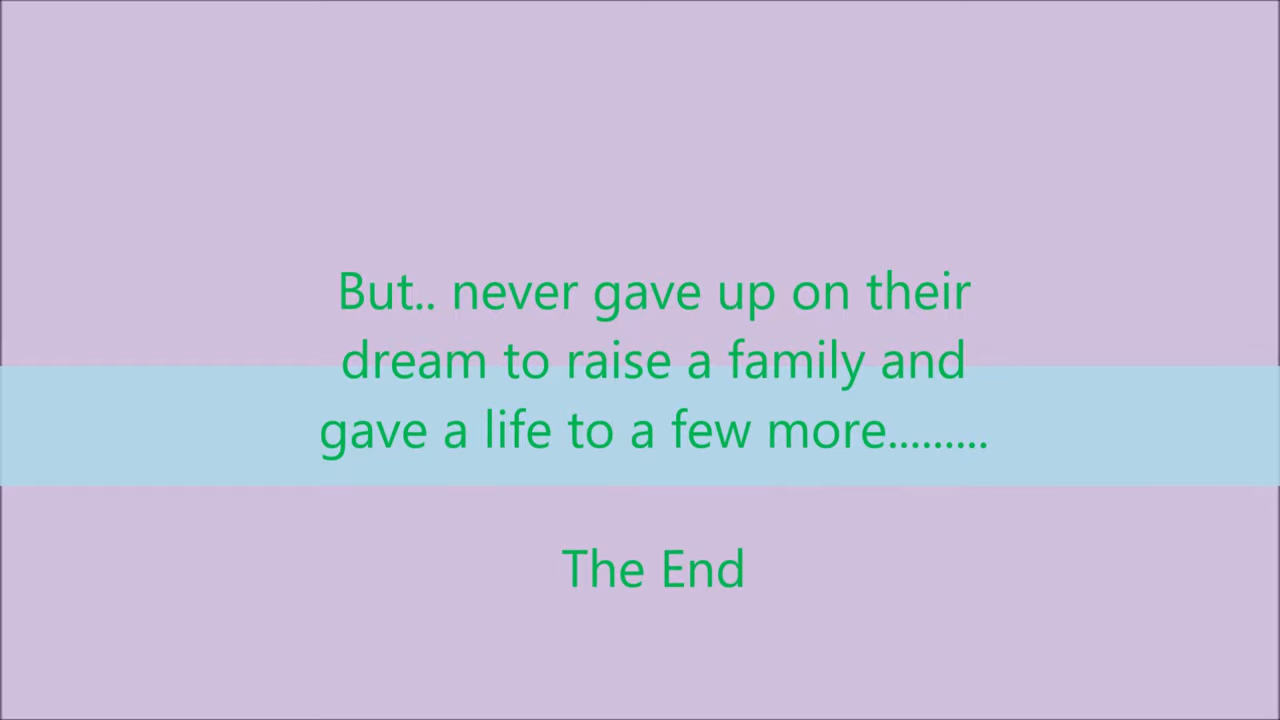 But.. never gave up on their
dream to raise a family and
gave a life to a few more.........
The End